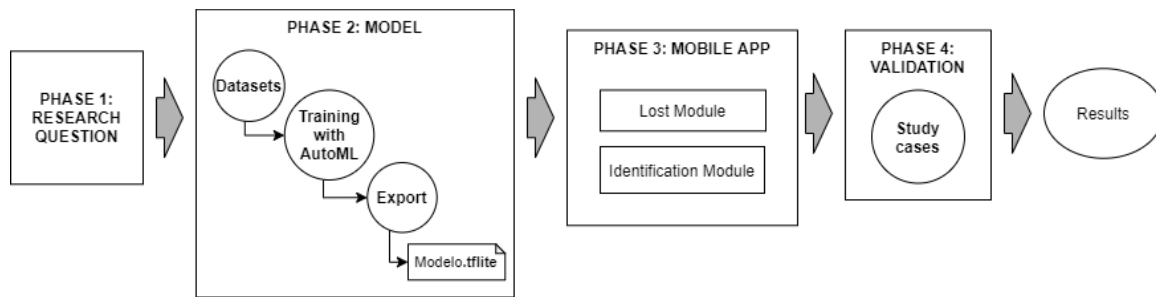 PHASE 1:
RESEARCH
QUESTION
PHASE 2: MODEL
Datasets
Training
with
AutoML
Export
Modelo.tflite
PHASE 3: MOBILE APP
Lost Module
Identification Module
PHASE 4:
VALIDATION
Study
cases
Results